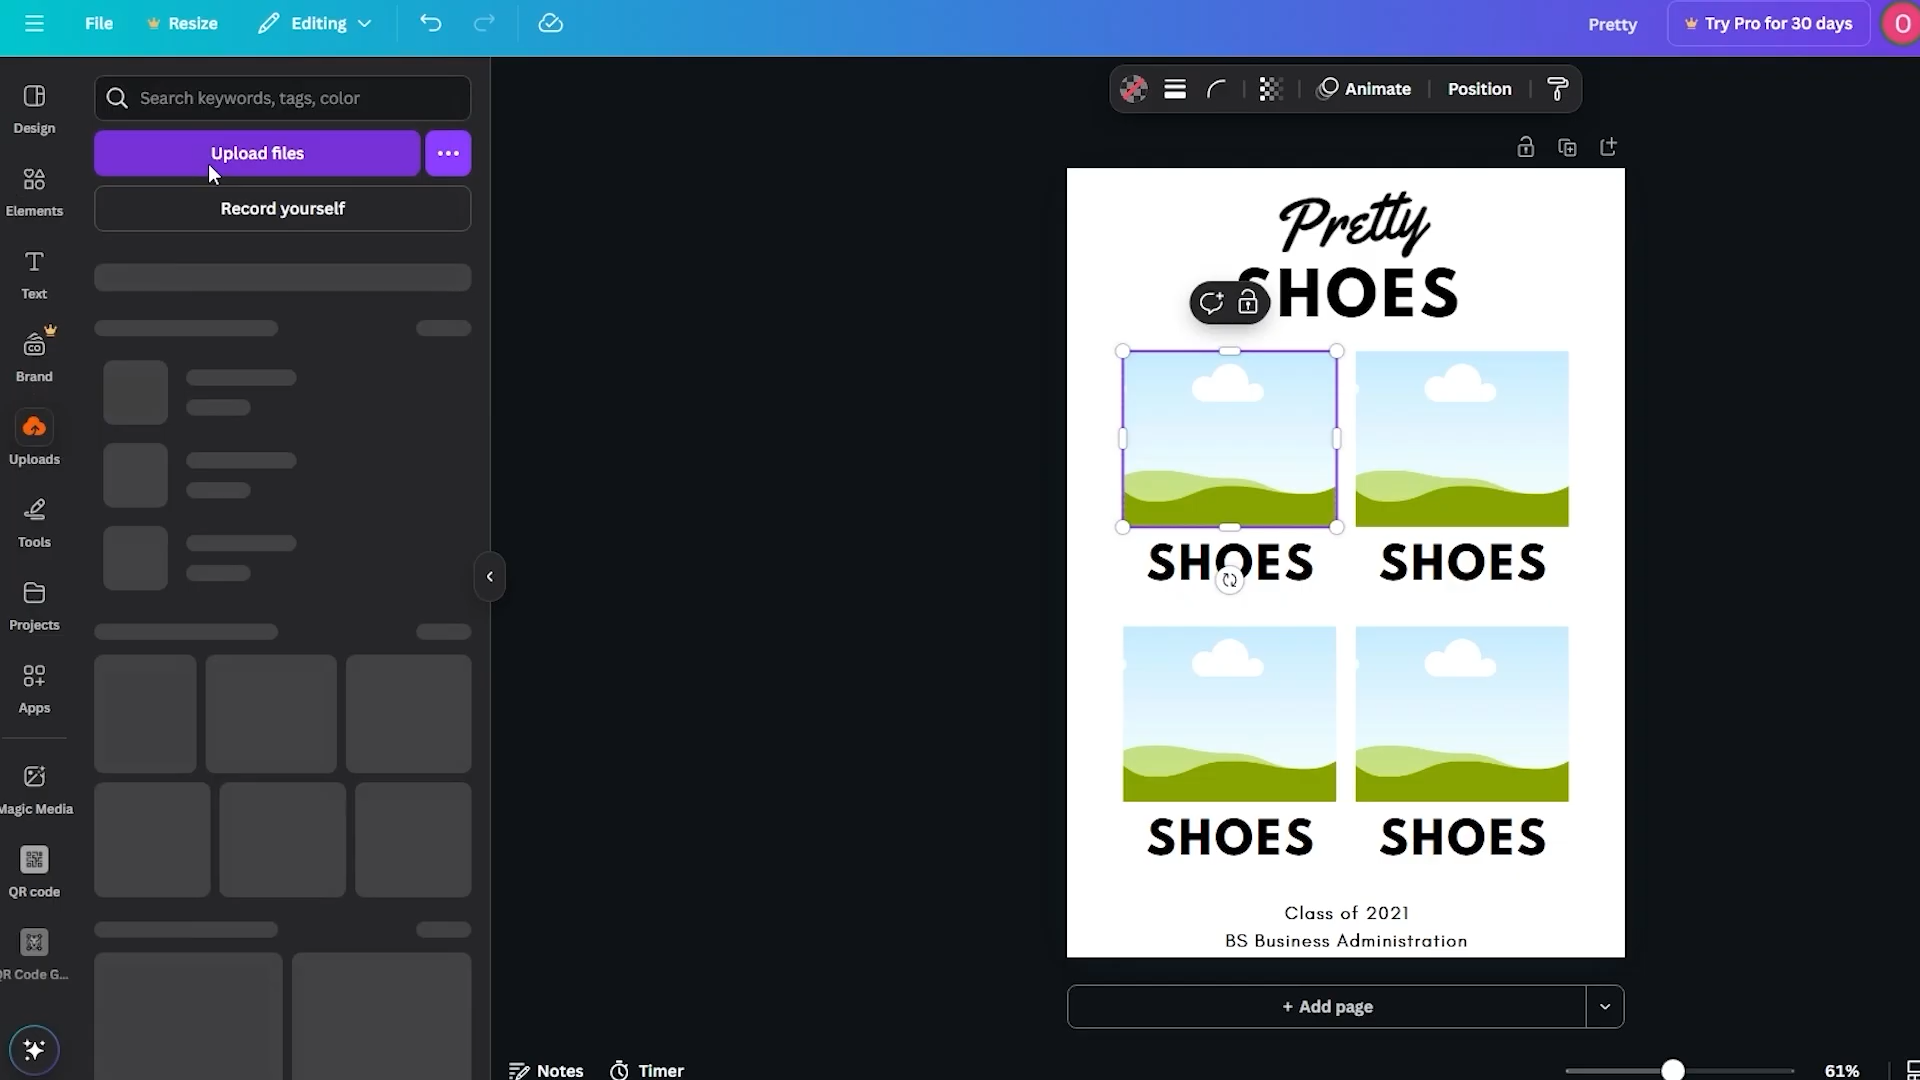 File
Resize
Editing
Pretty
Try Pro for 30 days
O
Design
Elements
Text
Brand
Uploads
Tools
Projects
Apps
Magic Media
QR code
QR Code G...
Search keywords, tags, color
Upload files
Record yourself
Animate
Position
Pretty
SHOES
SHOES SHOES
SHOES SHOES
Class of 2021
BS Business Administration
+ Add page
Notes
Timer
61%